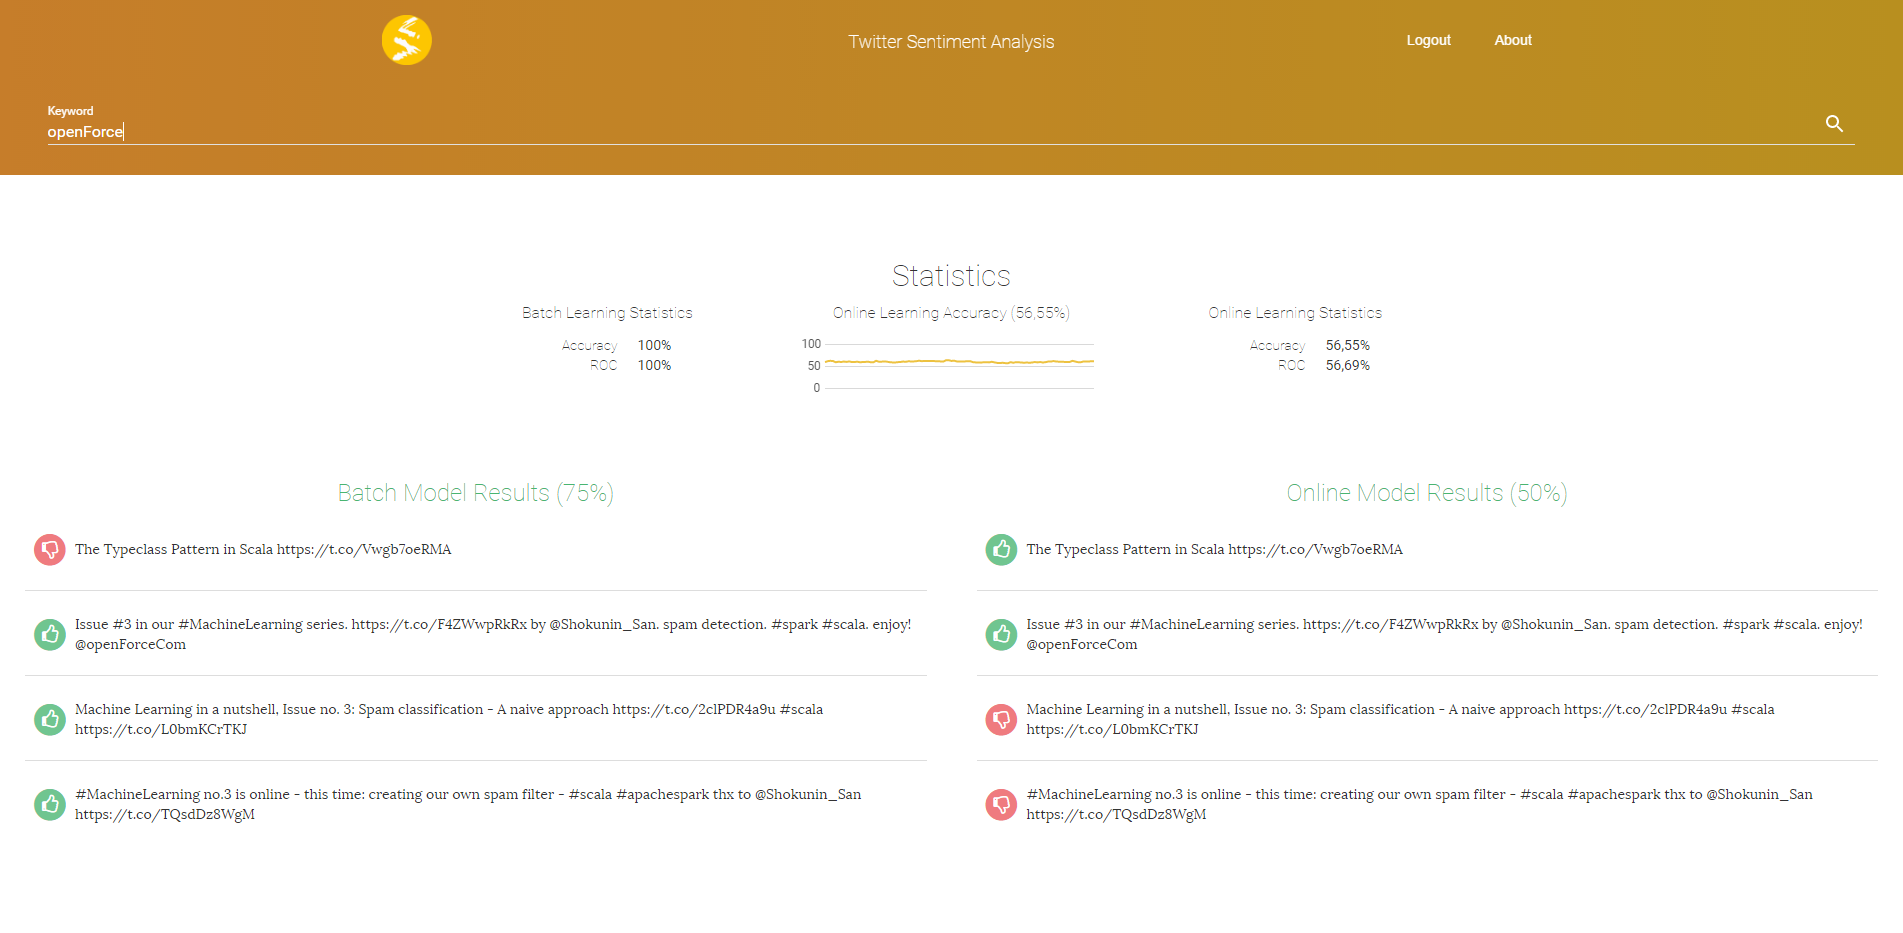 Twitter Sentiment Analysis
Logout
About
Keyword
openForce
Statistics
Batch Learning Statistics
Accuracy 100%
ROC 100%
Online Learning Accuracy (56,55%)
100
50
0
Online Learning Statistics
Accuracy 56,55%
ROC 56,69%
Batch Model Results (75%)
The Typeclass Pattern in Scala https://t.co/Vwgb7oeRMA
Issue #3 in our #MachineLearning series. https://t.co/F4ZWwpRkRx by @Shokunin_San. spam detection. #spark #scala. enjoy!
@openForceCom
Machine Learning in a nutshell, Issue no. 3: Spam classification - A naive approach https://t.co/2clPDR4a9u #scala
https://t.co/L0bmKCrTKJ
#MachineLearning no.3 is online - this time: creating our own spam filter - #scala #apachespark thx to @Shokunin_San
https://t.co/TQsdDz8WgM
Online Model Results (50%)
The Typeclass Pattern in Scala https://t.co/Vwgb7oeRMA
Issue #3 in our #MachineLearning series. https://t.co/F4ZWwpRkRx by @Shokunin_San. spam detection. #spark #scala. enjoy!
@openForceCom
Machine Learning in a nutshell, Issue no. 3: Spam classification - A naive approach https://t.co/2clPDR4a9u #scala
https://t.co/L0bmKCrTKJ
#MachineLearning no.3 is online - this time: creating our own spam filter - #scala #apachespark thx to @Shokunin_San
https://t.co/TQsdDz8WgM